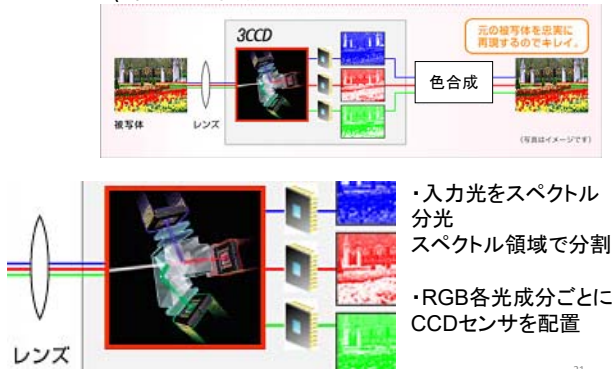 3CCD
元の被写体を忠実に
再現するのでキレイ。
色合成
被写体
レンズ
(写真はイメージです)
・入力光をスペクトル
分光
スペクトル領域で分割
・RGB各光成分ごとに
CCDセンサを配置
レンズ